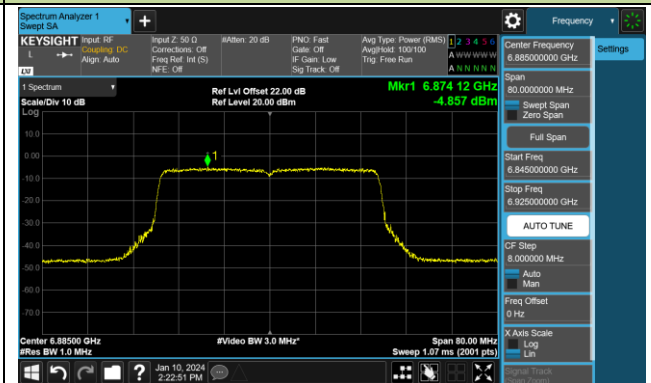 Spectrum Analyzer 1
Swept SA
Frequency
KEYSIGHT
L
LXI
Input: RF
Coupling: DC
Align: Auto
Input Z: 50 Ω
Corrections: Off
Freq Ref: Int (S)
NFE: Off
#Atten: 20 dB
PNO: Fast
Gate: Off
IF Gain: Low
Sig Track: Off
Avg Type: Power (RMS)
Avg|Hold: 100/100
Trig: Free Run
1 2 3 4 5 6
A W W W W W
A N N N N N
1 Spectrum
Scale/Div 10 dB
Log
Ref Lvl Offset 22.00 dB
Ref Level 20.00 dBm
Mkr1 6.874 12 GHz
-4.857 dBm
10.0
0.00
-10.0
-20.0
-30.0
-40.0
-50.0
-60.0
-70.0
1
Center 6.88500 GHz
#Res BW 1.0 MHz
#Video BW 3.0 MHz*
Span 80.00 MHz
Sweep 1.07 ms (2001 pts)
Jan 10, 2024
2:22:51 PM
Center Frequency
6.885000000 GHz
Settings
Span
80.0000000 MHz
Swept Span
Zero Span
Full Span
Start Freq
6.845000000 GHz
Stop Freq
6.925000000 GHz
AUTO TUNE
CF Step
8.000000 MHz
Auto
Man
Freq Offset
0 Hz
X Axis Scale
Log
Lin
Signal Track
(Span Zoom)